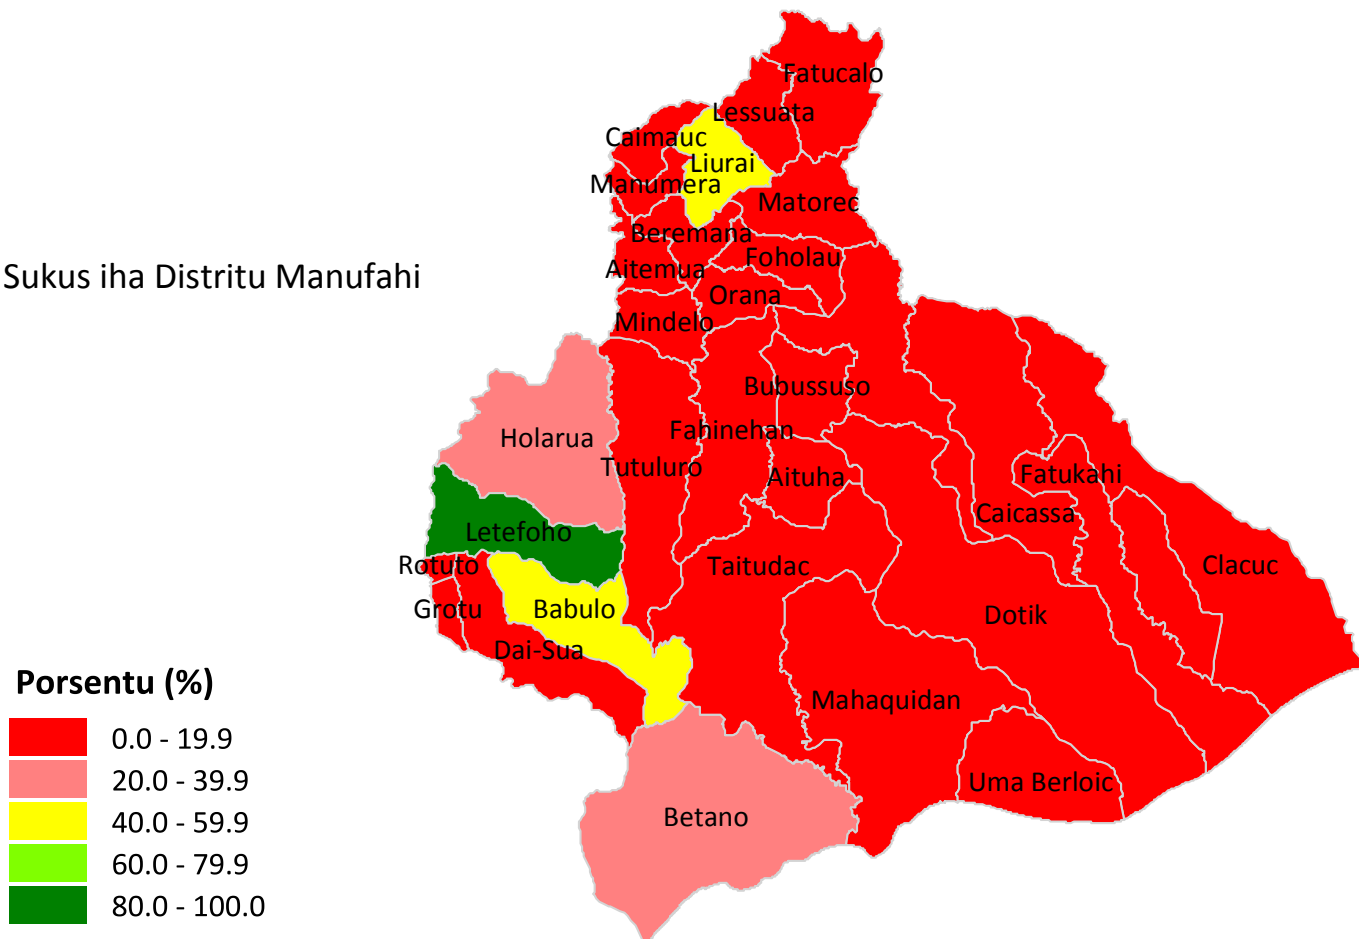 Fatucalo
Lessuata
Caimauc
Liurai
Manumera
Matorec
Beremana
Foholau
Aitemua
Sukus iha Distritu Manufahi
Orana
Mindelo
Bubussuso
Fahinehan
Holarua
Tutuluro
Aituha
Fatukahi
Caicassa
Letefoho
Rotuto
Taitudac
Clacuc
Grotu
Babulo
Dotik
Dai-Sua
Porsentu (%)
Mahaquidan
0.0 - 19.9
20.0 - 39.9
Uma Berloic
40.0 - 59.9
Betano
60.0 - 79.9
80.0 - 100.0